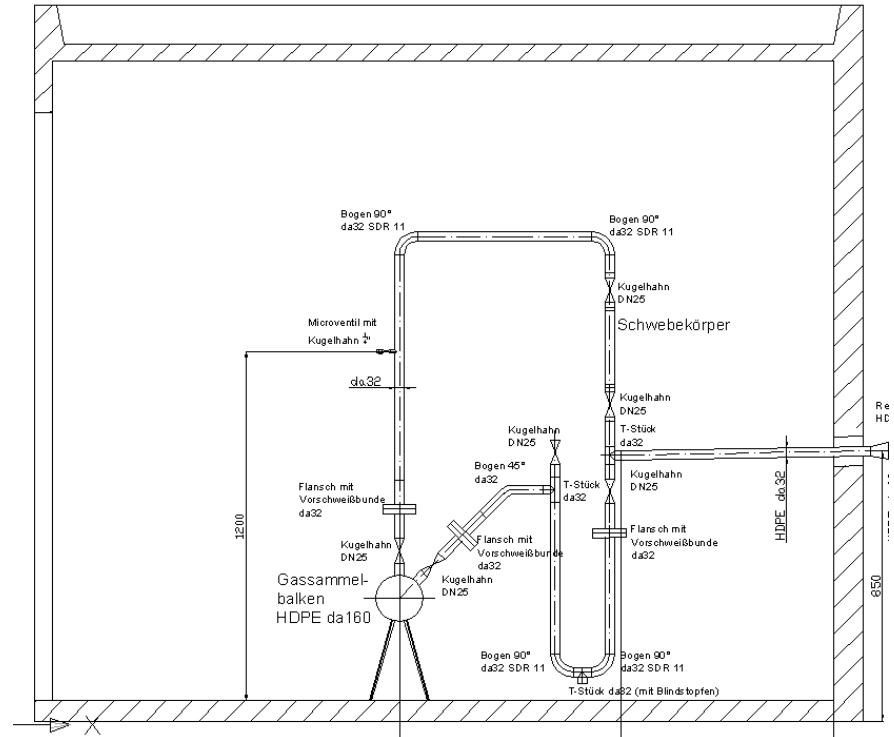 Bogen 90°
da32 SDR 11
Bogen 90°
da32 SDR 11
Kugelhahn
DN25
Schwebekörper
Microventil mit
Kugelhahn ¼"
da32
Kugelhahn
DN25
Kugelhahn
DN25
T-Stück
da32
Re
HD
Bogen 45°
da32
Kugelhahn
DN25
T-Stück
da32
Flansch mit
Vorschweißbunde
da32
HDPE da32
1200
Flansch mit
Vorschweißbunde
da32
Flansch mit
Vorschweißbunde
da32
Kugelhahn
DN25
850
Gassammel-
balken
HDPE da160
Kugelhahn
DN25
Bogen 90°
da32 SDR 11
Bogen 90°
da32 SDR 11
T-Stück da32 (mit Blindstopfen)
X